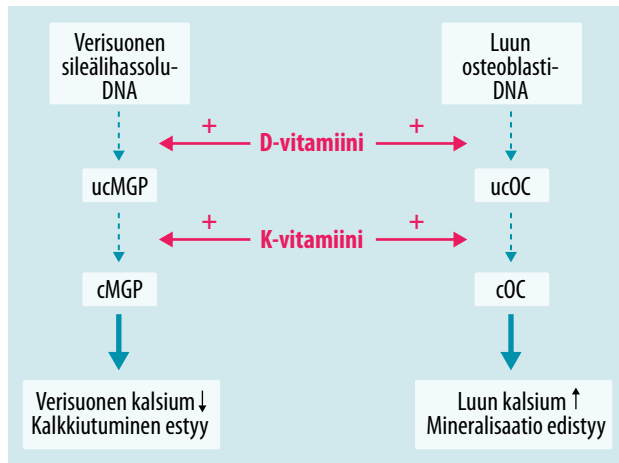 Verisuonen
sileälihassolu-
DNA
Luun
osteoblasti-
DNA
+ D-vitamiini +
ucMGP
ucOC
+ K-vitamiini +
cMGP
cOC
Verisuonen kalsium ↓
Kalkkiutuminen estyy
Luun kalsium ↑
Mineralisaatio edistyy